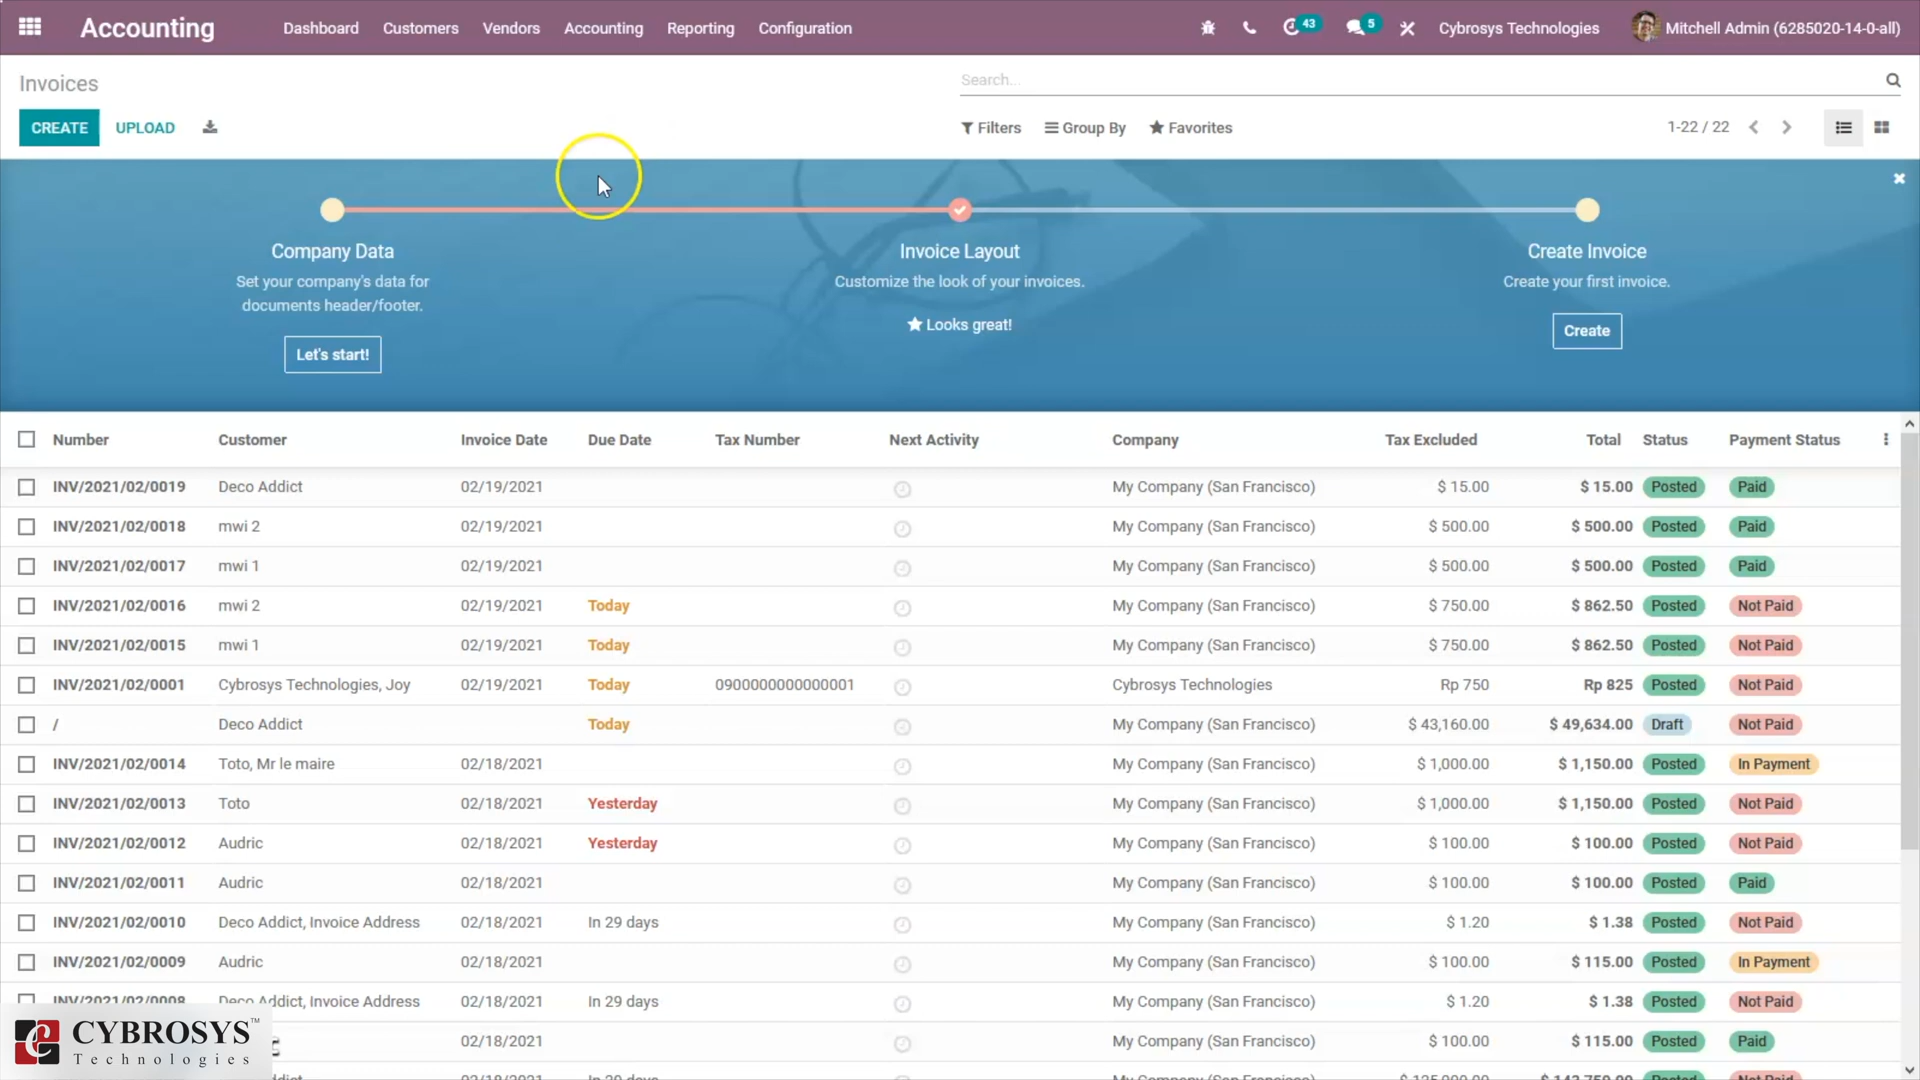 Accounting Dashboard Customers Vendors Accounting Reporting Configuration 43 5 Cybrosys Technologies Mitchell Admin (6285020-14-0-all)
Invoices Search...
CREATE UPLOAD Filters Group By Favorites 1-22 / 22
Company Data
Set your company's data for
documents header/footer.
Let's start!
Invoice Layout
Customize the look of your invoices.
Looks great!
Create Invoice
Create your first invoice.
Create
Number Customer Invoice Date Due Date Tax Number Next Activity Company Tax Excluded Total Status Payment Status
INV/2021/02/0019 Deco Addict 02/19/2021 My Company (San Francisco) $ 15.00 $ 15.00 Posted Paid
INV/2021/02/0018 mwi 2 02/19/2021 My Company (San Francisco) $ 500.00 $ 500.00 Posted Paid
INV/2021/02/0017 mwi 1 02/19/2021 My Company (San Francisco) $ 500.00 $ 500.00 Posted Paid
INV/2021/02/0016 mwi 2 02/19/2021 Today My Company (San Francisco) $ 750.00 $ 862.50 Posted Not Paid
INV/2021/02/0015 mwi 1 02/19/2021 Today My Company (San Francisco) $ 750.00 $ 862.50 Posted Not Paid
INV/2021/02/0001 Cybrosys Technologies, Joy 02/19/2021 Today 0900000000000001 Cybrosys Technologies Rp 750 Rp 825 Posted Not Paid
/ Deco Addict Today My Company (San Francisco) $ 43,160.00 $ 49,634.00 Draft Not Paid
INV/2021/02/0014 Toto, Mr le maire 02/18/2021 My Company (San Francisco) $ 1,000.00 $ 1,150.00 Posted In Payment
INV/2021/02/0013 Toto 02/18/2021 Yesterday My Company (San Francisco) $ 1,000.00 $ 1,150.00 Posted Not Paid
INV/2021/02/0012 Audric 02/18/2021 Yesterday My Company (San Francisco) $ 100.00 $ 100.00 Posted Not Paid
INV/2021/02/0011 Audric 02/18/2021 My Company (San Francisco) $ 100.00 $ 100.00 Posted Paid
INV/2021/02/0010 Deco Addict, Invoice Address 02/18/2021 In 29 days My Company (San Francisco) $ 1.20 $ 1.38 Posted Not Paid
INV/2021/02/0009 Audric 02/18/2021 My Company (San Francisco) $ 100.00 $ 115.00 Posted In Payment
INV/2021/02/0008 Deco Addict, Invoice Address 02/18/2021 In 29 days My Company (San Francisco) $ 1.20 $ 1.38 Posted Not Paid
02/18/2021 My Company (San Francisco) $ 100.00 $ 115.00 Posted Paid
CYBROSYS™
Technologies